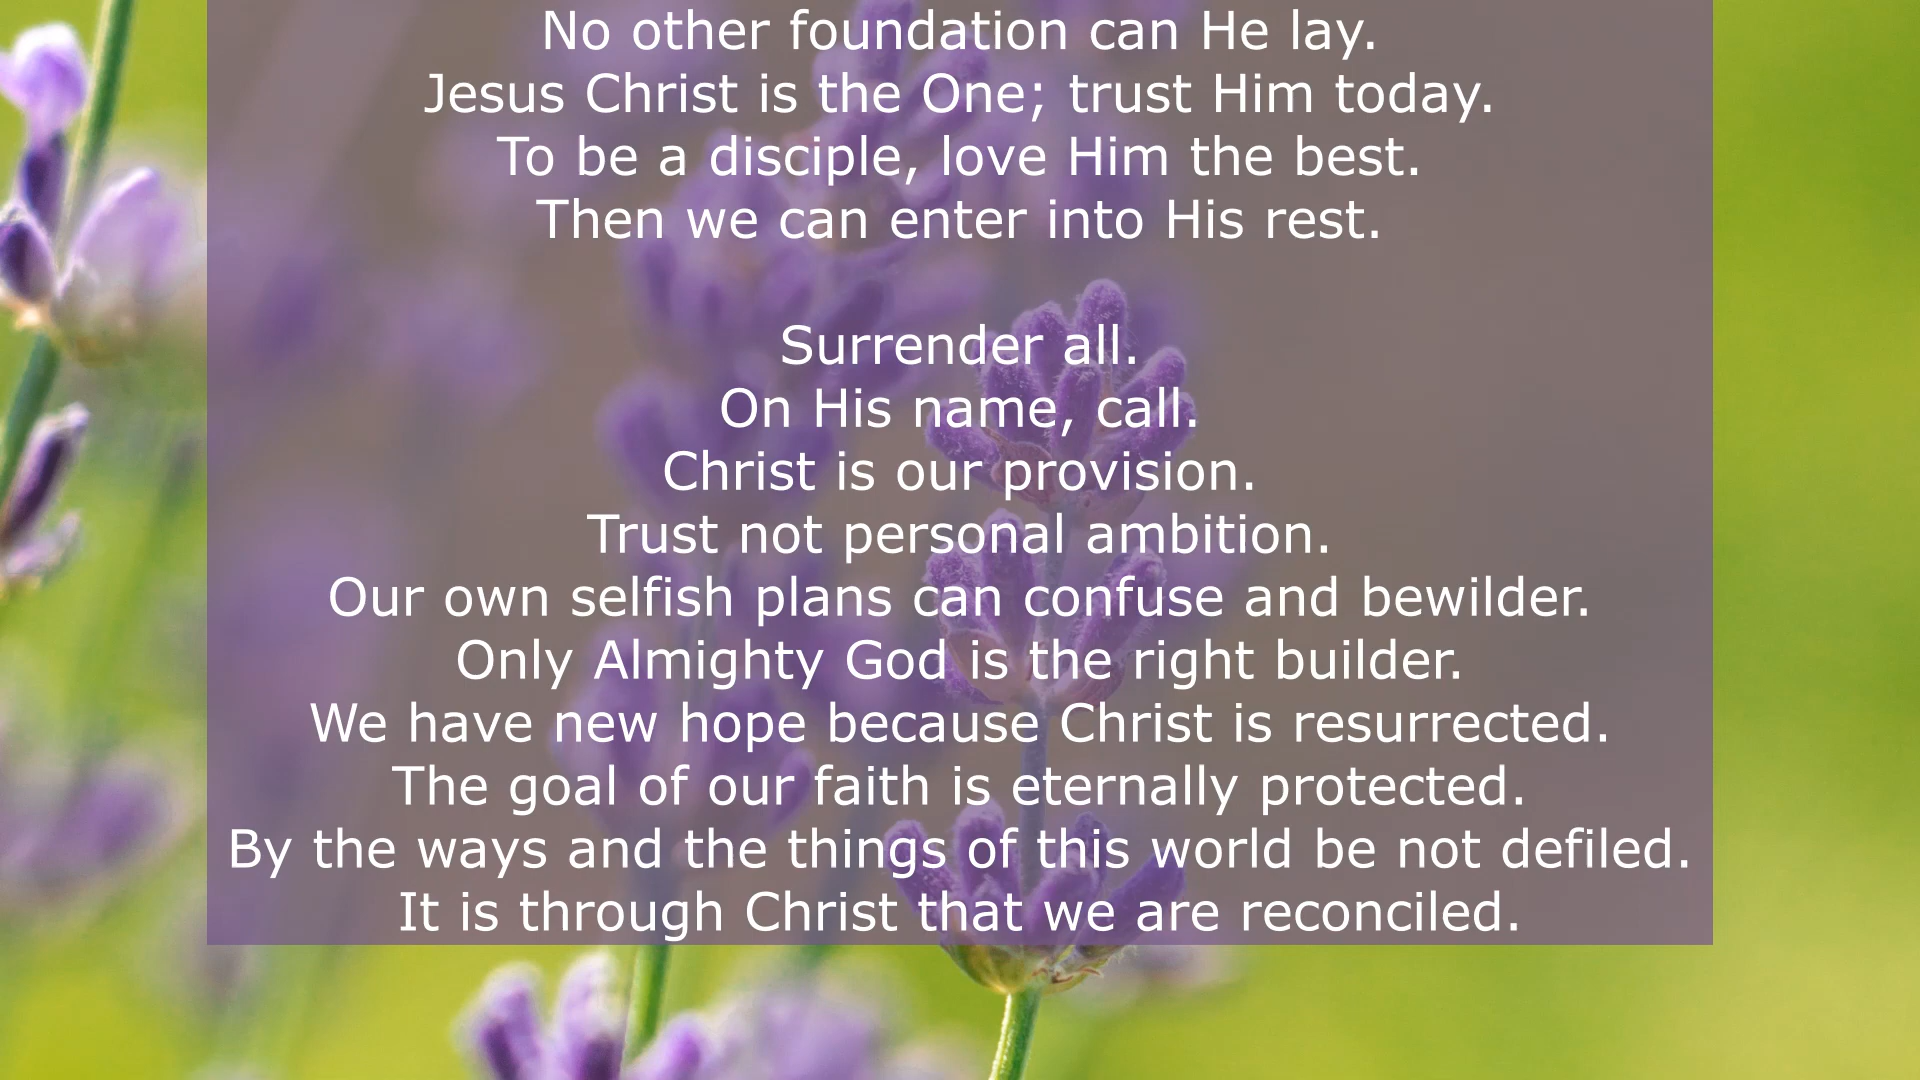 No other foundation can He lay.
Jesus Christ is the One; trust Him today.
To be a disciple, love Him the best.
Then we can enter into His rest.
Surrender all.
On His name, call.
Christ is our provision.
Trust not personal ambition.
Our own selfish plans can confuse and bewilder.
Only Almighty God is the right builder.
We have new hope because Christ is resurrected.
The goal of our faith is eternally protected.
By the ways and the things of this world be not defiled.
It is through Christ that we are reconciled.